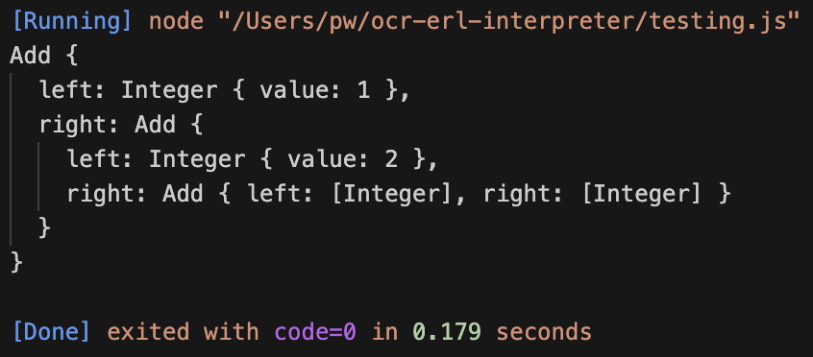 [Running] node "/Users/pw/ocr-erl-interpreter/testing.js"
Add {
  left: Integer { value: 1 },
  right: Add {
    left: Integer { value: 2 },
    right: Add { left: [Integer], right: [Integer] }
  }
}

[Done] exited with code=0 in 0.179 seconds